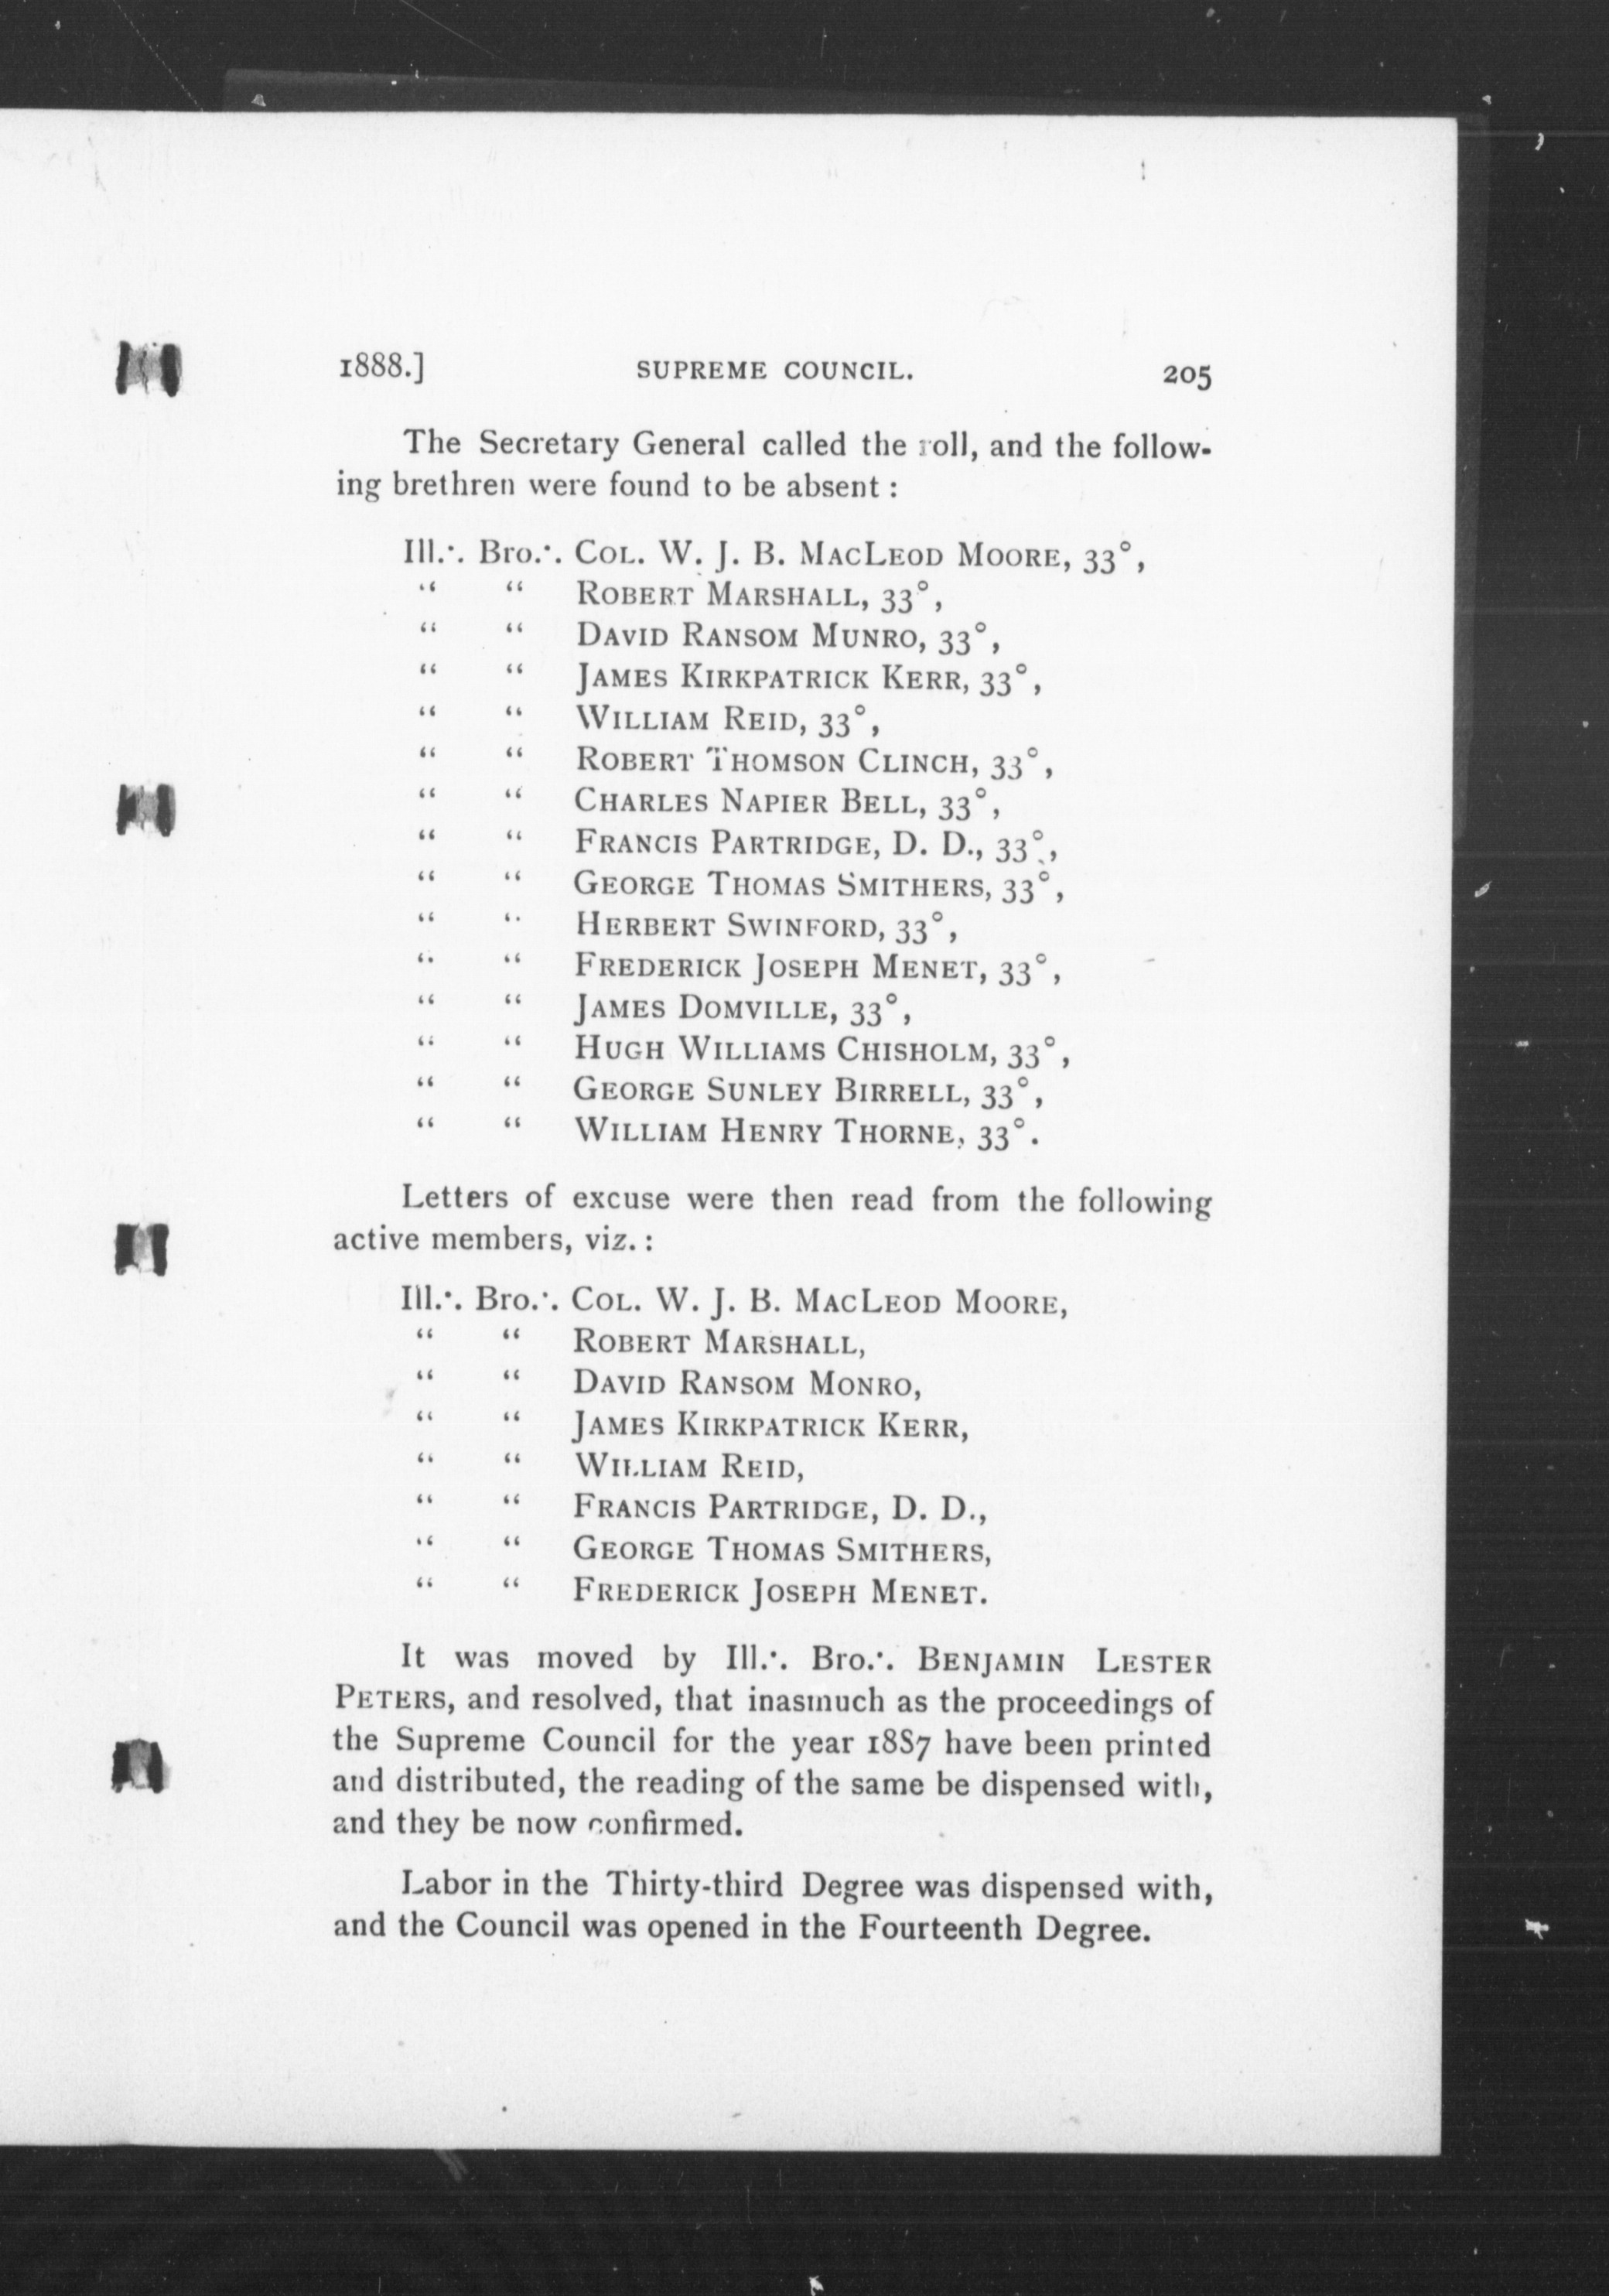 1888.] SUPREME COUNCIL. 205
The Secretary General called the roll, and the follow-
ing brethren were found to be absent :
Ill.∴ Bro.∴ COL. W. J. B. MACLEOD MOORE, 33°,
“ “ ROBERT MARSHALL, 33°,
“ “ DAVID RANSOM MUNRO, 33°,
“ “ JAMES KIRKPATRICK KERR, 33°,
“ “ WILLIAM REID, 33°,
“ “ ROBERT THOMSON CLINCH, 33°,
“ “ CHARLES NAPIER BELL, 33°,
“ “ FRANCIS PARTRIDGE, D. D., 33°,
“ “ GEORGE THOMAS SMITHERS, 33°,
“ “ HERBERT SWINFORD, 33°,
“ “ FREDERICK JOSEPH MENET, 33°,
“ “ JAMES DOMVILLE, 33°,
“ “ HUGH WILLIAMS CHISHOLM, 33°,
“ “ GEORGE SUNLEY BIRRELL, 33°,
“ “ WILLIAM HENRY THORNE, 33°.
Letters of excuse were then read from the following
active members, viz. :
Ill.∴ Bro.∴ COL. W. J. B. MACLEOD MOORE,
“ “ ROBERT MARSHALL,
“ “ DAVID RANSOM MONRO,
“ “ JAMES KIRKPATRICK KERR,
“ “ WILLIAM REID,
“ “ FRANCIS PARTRIDGE, D. D.,
“ “ GEORGE THOMAS SMITHERS,
“ “ FREDERICK JOSEPH MENET.
It was moved by Ill.∴ Bro.∴ BENJAMIN LESTER
PETERS, and resolved, that inasmuch as the proceedings of
the Supreme Council for the year 1887 have been printed
and distributed, the reading of the same be dispensed with,
and they be now confirmed.
Labor in the Thirty-third Degree was dispensed with,
and the Council was opened in the Fourteenth Degree.